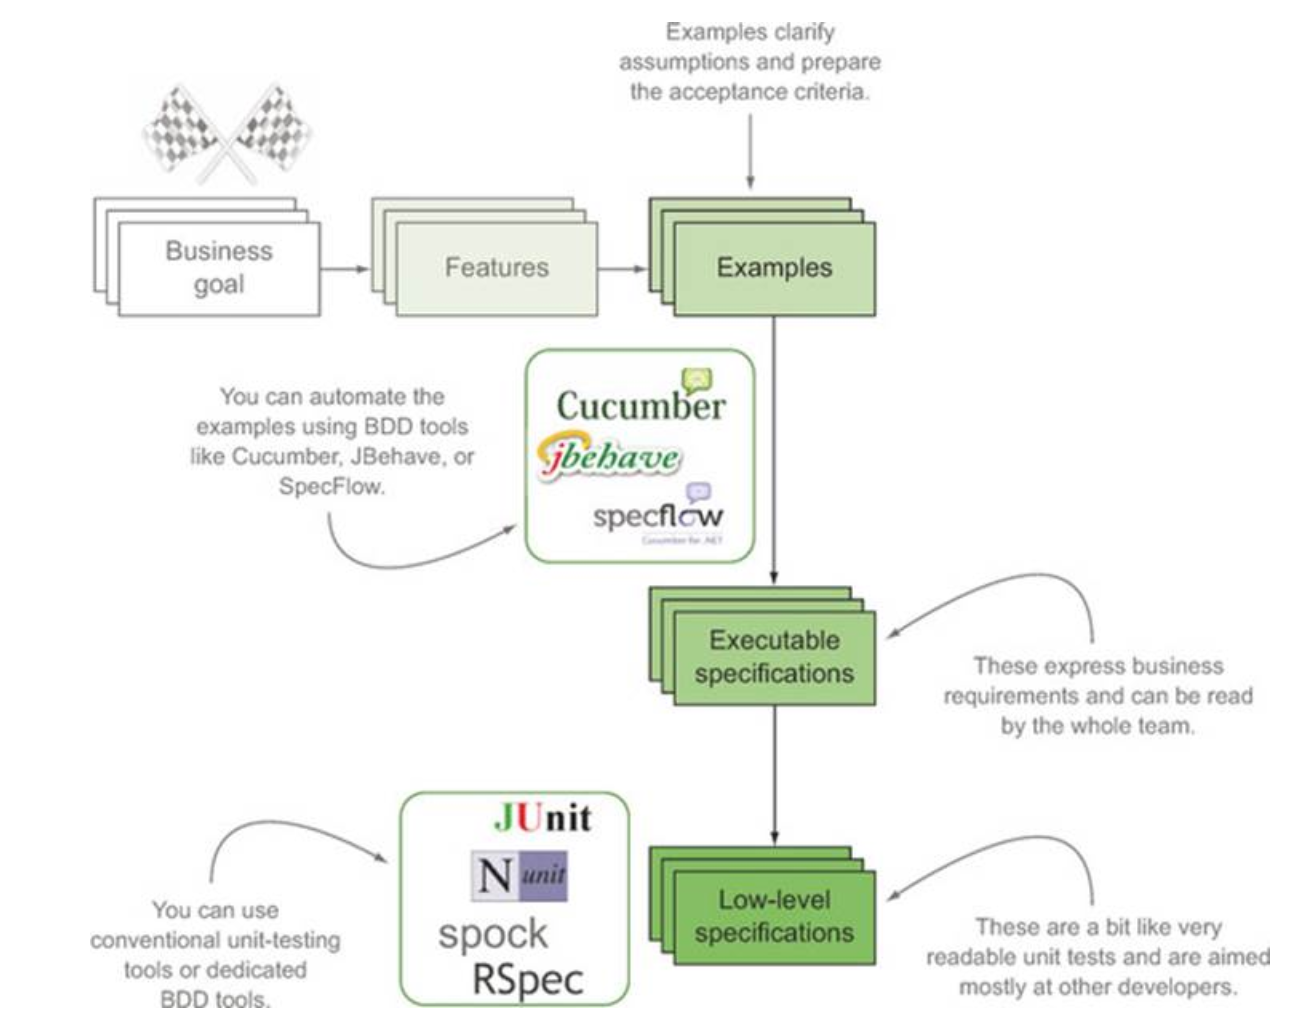 Examples clarify
assumptions and prepare
the acceptance criteria.
Business
goal
Features
Examples
You can automate the
examples using BDD tools
like Cucumber, JBehave, or
SpecFlow.
Cucumber
jbehave
specflow
Cucumber for .NET
Executable
specifications
These express business
requirements and can be read
by the whole team.
JUnit
N unit
spock
RSpec
You can use
conventional unit-testing
tools or dedicated
BDD tools.
Low-level
specifications
These are a bit like very
readable unit tests and are aimed
mostly at other developers.